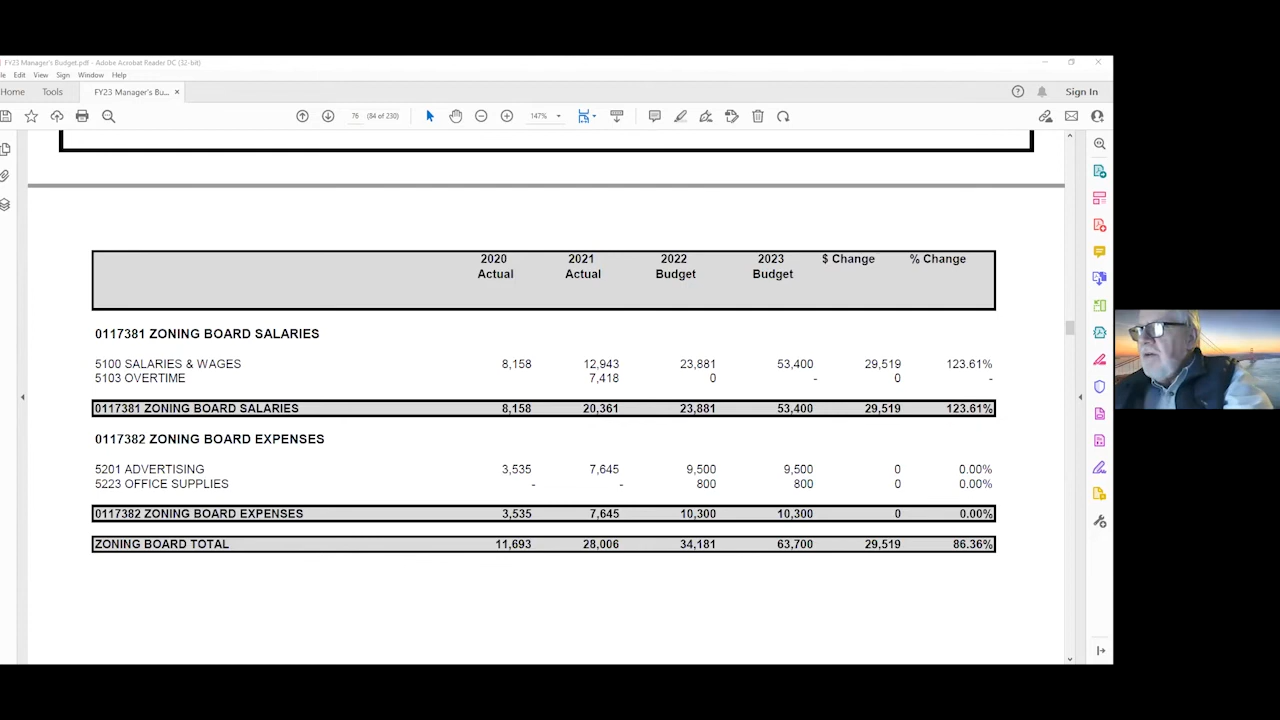 FY23 Manager's Budget.pdf - Adobe Acrobat Reader DC (32-bit)
le Edit View Sign Window Help
Home Tools FY23 Manager's Bu... × Sign In
76 (84 of 230) 147%
2020 2021 2022 2023 $ Change % Change
Actual Actual Budget Budget
0117381 ZONING BOARD SALARIES
5100 SALARIES & WAGES 8,158 12,943 23,881 53,400 29,519 123.61%
5103 OVERTIME 7,418 0 - 0 -
0117381 ZONING BOARD SALARIES 8,158 20,361 23,881 53,400 29,519 123.61%
0117382 ZONING BOARD EXPENSES
5201 ADVERTISING 3,535 7,645 9,500 9,500 0 0.00%
5223 OFFICE SUPPLIES - - 800 800 0 0.00%
0117382 ZONING BOARD EXPENSES 3,535 7,645 10,300 10,300 0 0.00%
ZONING BOARD TOTAL 11,693 28,006 34,181 63,700 29,519 86.36%